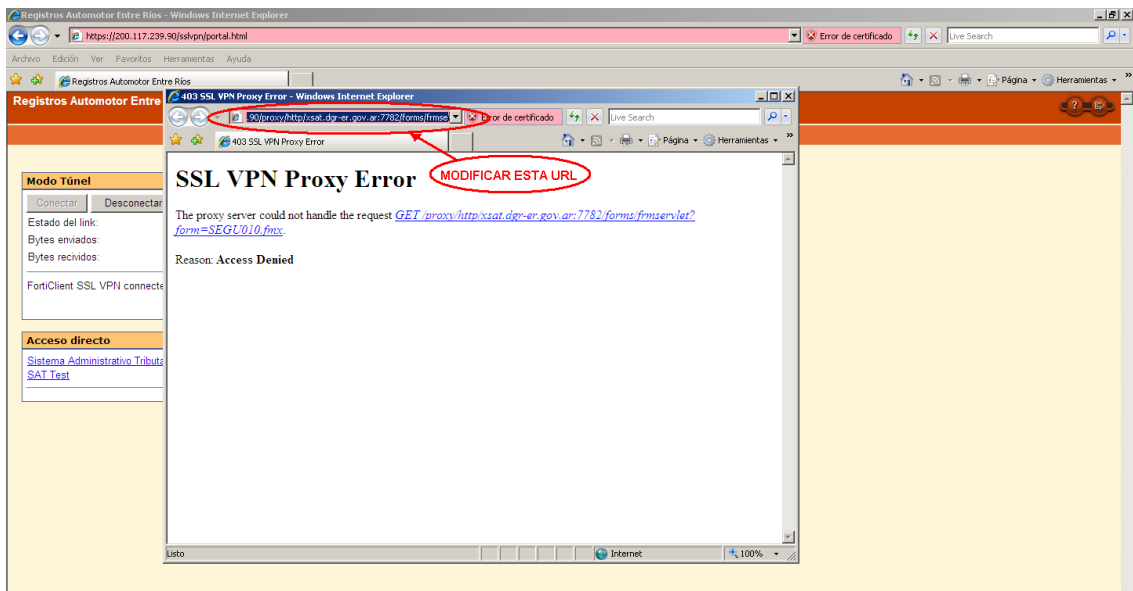 Registros Automotor Entre Ríos - Windows Internet Explorer
https://200.117.239.90/sslvpn/portal.html
Error de certificado
Live Search
Archivo Edición Ver Favoritos Herramientas Ayuda
Registros Automotor Entre Ríos
Página
Herramientas
Registros Automotor Entre
403 SSL VPN Proxy Error - Windows Internet Explorer
.90/proxy/http/xsat.dgr-er.gov.ar:7782/forms/frmse
or de certificado
Live Search
403 SSL VPN Proxy Error
Página
Herramientas
MODIFICAR ESTA URL
SSL VPN Proxy Error
The proxy server could not handle the request GET /proxy/http/xsat.dgr-er.gov.ar:7782/forms/frmservlet?
form=SEGU010.fmx.
Reason: Access Denied
Modo Túnel
Conectar
Desconectar
Estado del link:
Bytes enviados:
Bytes recividos:
FortiClient SSL VPN connecte
Acceso directo
Sistema Administrativo Tributa
SAT Test
Listo
Internet
100%